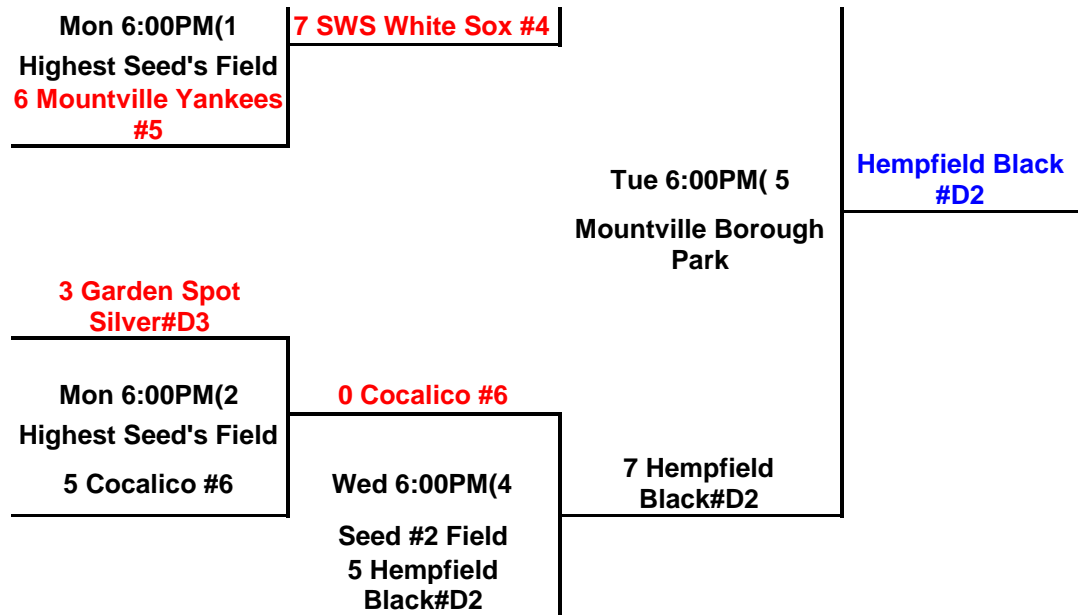 Mon 6:00PM(1
Highest Seed's Field
6 Mountville Yankees
#5
7 SWS White Sox #4
Tue 6:00PM( 5
Mountville Borough
Park
Hempfield Black
#D2
3 Garden Spot
Silver#D3
Mon 6:00PM(2
Highest Seed's Field
5 Cocalico #6
0 Cocalico #6
Wed 6:00PM(4
Seed #2 Field
5 Hempfield
Black#D2
7 Hempfield
Black#D2